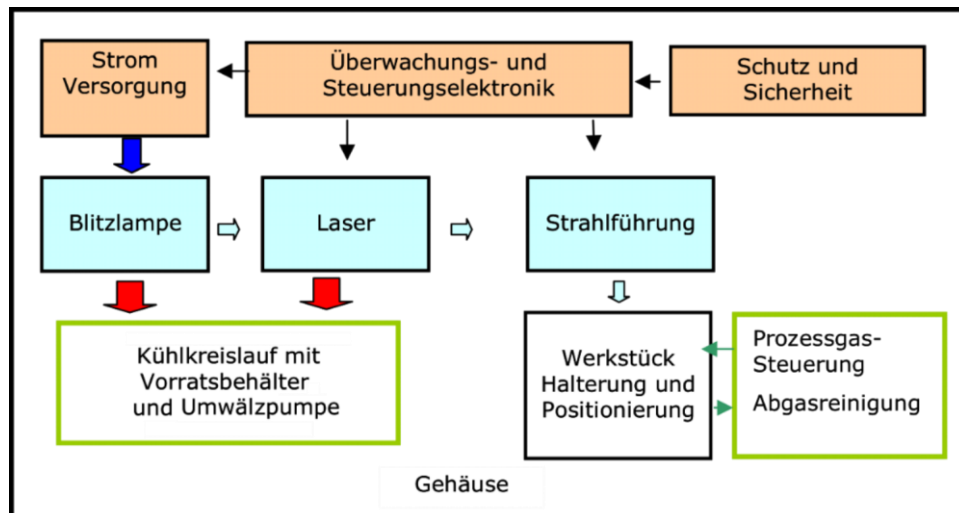 Strom
Versorgung
Überwachungs- und
Steuerungselektronik
Schutz und
Sicherheit
Blitzlampe
Laser
Strahlführung
Kühlkreislauf mit
Vorratsbehälter
und Umwälzpumpe
Werkstück
Halterung und
Positionierung
Prozessgas-
Steuerung
Abgasreinigung
Gehäuse